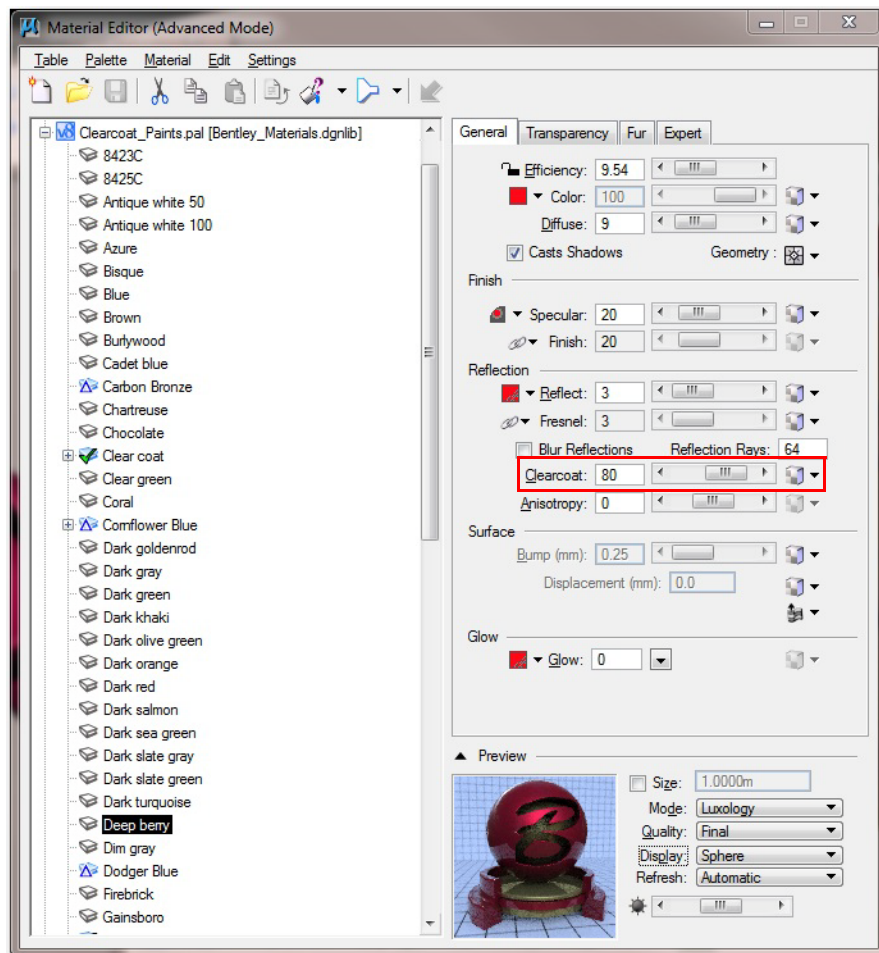 Material Editor (Advanced Mode)
Table Palette Material Edit Settings
Clearcoat_Paints.pal [Bentley_Materials.dgnlib]
8423C
8425C
Antique white 50
Antique white 100
Azure
Bisque
Blue
Brown
Burlywood
Cadet blue
Carbon Bronze
Chartreuse
Chocolate
Clear coat
Clear green
Coral
Cornflower Blue
Dark goldenrod
Dark gray
Dark green
Dark khaki
Dark olive green
Dark orange
Dark red
Dark salmon
Dark sea green
Dark slate gray
Dark slate green
Dark turquoise
Deep berry
Dim gray
Dodger Blue
Firebrick
Gainsboro
General Transparency Fur Expert
Efficiency: 9.54
Color: 100
Diffuse: 9
Casts Shadows Geometry :
Finish
Specular: 20
Finish: 20
Reflection
Reflect: 3
Fresnel: 3
Blur Reflections Reflection Rays: 64
Clearcoat: 80
Anisotropy: 0
Surface
Bump (mm): 0.25
Displacement (mm): 0.0
Glow
Glow: 0
Preview
Size: 1.0000m
Mode: Luxology
Quality: Final
Display: Sphere
Refresh: Automatic